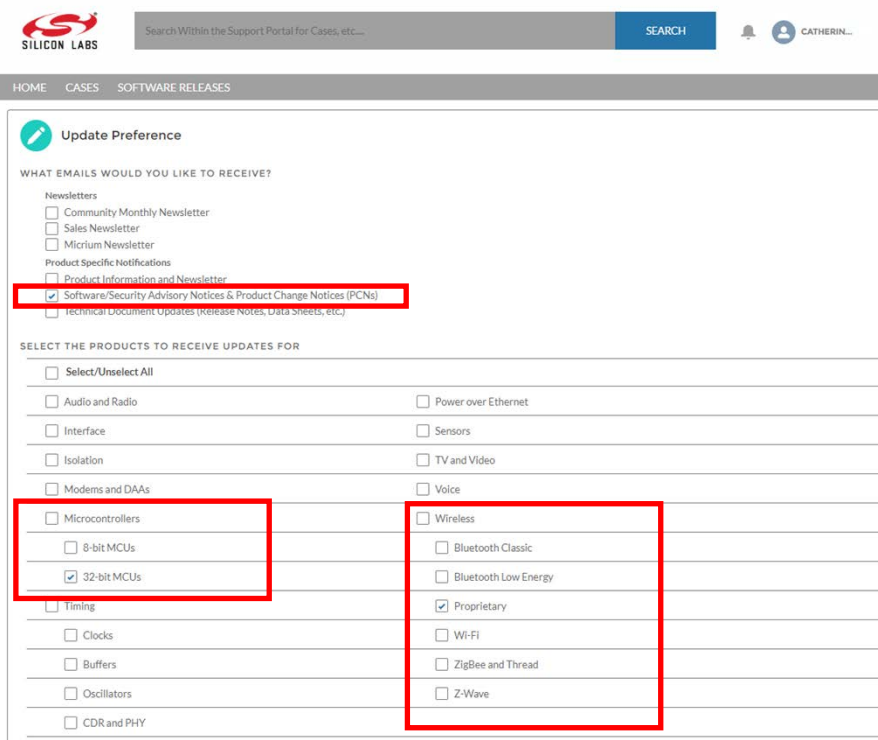 SILICON LABS
Search Within the Support Portal for Cases, etc....
SEARCH
CATHERIN...
HOME CASES SOFTWARE RELEASES
Update Preference
WHAT EMAILS WOULD YOU LIKE TO RECEIVE?
Newsletters
Community Monthly Newsletter
Sales Newsletter
Micrium Newsletter
Product Specific Notifications
Product Information and Newsletter
Software/Security Advisory Notices & Product Change Notices (PCNs)
Technical Document Updates (Release Notes, Data Sheets, etc.)
SELECT THE PRODUCTS TO RECEIVE UPDATES FOR
Select/Unselect All
Audio and Radio Power over Ethernet
Interface Sensors
Isolation TV and Video
Modems and DAAs Voice
Microcontrollers Wireless
8-bit MCUs Bluetooth Classic
32-bit MCUs Bluetooth Low Energy
Timing Proprietary
Clocks Wi-Fi
Buffers ZigBee and Thread
Oscillators Z-Wave
CDR and PHY